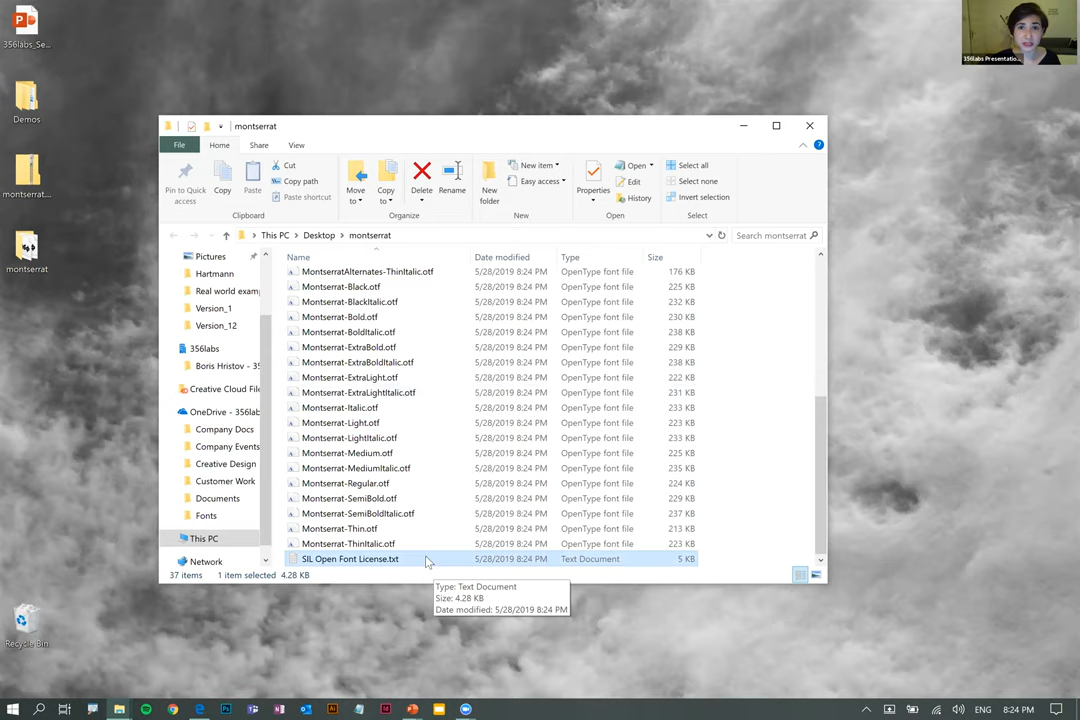 356labs_Se...
Demos
montserrat....
montserrat
Recycle Bin
356labs Presentatio...
montserrat
File Home Share View
Pin to Quick access
Copy
Paste
Cut
Copy path
Paste shortcut
Clipboard
Move to
Copy to
Delete
Rename
Organize
New folder
New item
Easy access
New
Properties
Open
Edit
History
Open
Select all
Select none
Invert selection
Select
This PC > Desktop > montserrat
Search montserrat
Pictures
Hartmann
Real world examp
Version_1
Version_12
356labs
Boris Hristov - 35
Creative Cloud File
OneDrive - 356lab
Company Docs
Company Events
Creative Design
Customer Work
Documents
Fonts
This PC
Network
Name Date modified Type Size
MontserratAlternates-ThinItalic.otf 5/28/2019 8:24 PM OpenType font file 176 KB
Montserrat-Black.otf 5/28/2019 8:24 PM OpenType font file 225 KB
Montserrat-BlackItalic.otf 5/28/2019 8:24 PM OpenType font file 232 KB
Montserrat-Bold.otf 5/28/2019 8:24 PM OpenType font file 230 KB
Montserrat-BoldItalic.otf 5/28/2019 8:24 PM OpenType font file 238 KB
Montserrat-ExtraBold.otf 5/28/2019 8:24 PM OpenType font file 229 KB
Montserrat-ExtraBoldItalic.otf 5/28/2019 8:24 PM OpenType font file 238 KB
Montserrat-ExtraLight.otf 5/28/2019 8:24 PM OpenType font file 222 KB
Montserrat-ExtraLightItalic.otf 5/28/2019 8:24 PM OpenType font file 231 KB
Montserrat-Italic.otf 5/28/2019 8:24 PM OpenType font file 233 KB
Montserrat-Light.otf 5/28/2019 8:24 PM OpenType font file 223 KB
Montserrat-LightItalic.otf 5/28/2019 8:24 PM OpenType font file 233 KB
Montserrat-Medium.otf 5/28/2019 8:24 PM OpenType font file 225 KB
Montserrat-MediumItalic.otf 5/28/2019 8:24 PM OpenType font file 235 KB
Montserrat-Regular.otf 5/28/2019 8:24 PM OpenType font file 224 KB
Montserrat-SemiBold.otf 5/28/2019 8:24 PM OpenType font file 229 KB
Montserrat-SemiBoldItalic.otf 5/28/2019 8:24 PM OpenType font file 237 KB
Montserrat-Thin.otf 5/28/2019 8:24 PM OpenType font file 213 KB
Montserrat-ThinItalic.otf 5/28/2019 8:24 PM OpenType font file 223 KB
SIL Open Font License.txt 5/28/2019 8:24 PM Text Document 5 KB
37 items 1 item selected 4.28 KB
Type: Text Document
Size: 4.28 KB
Date modified: 5/28/2019 8:24 PM
ENG 8:24 PM